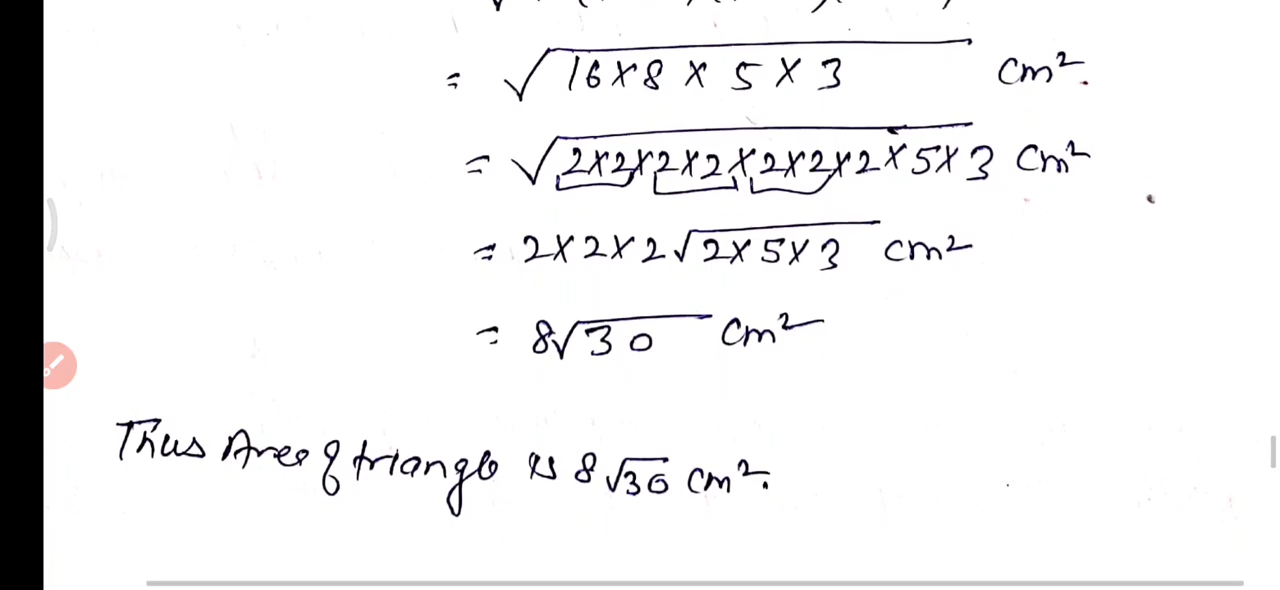 = √16×8×5×3 cm².
= √2×2×2×2×2×2×2×5×3 cm²
= 2×2×2√2×5×3 cm²
= 8√30 cm²
Thus Area of triangle is 8√30 cm².